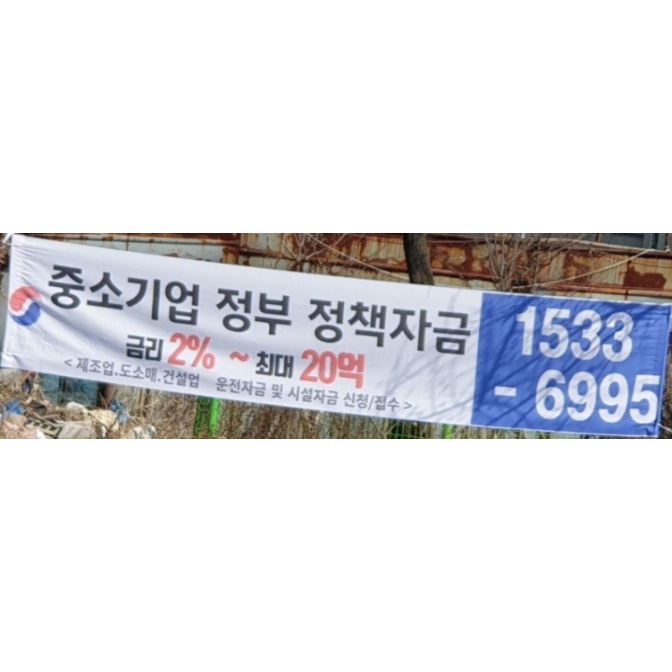 중소기업 정부 정책자금
금리 2% ~ 최대 20억
< 제조업.도소매.건설업 운전자금 및 시설자금 신청/접수 >
1533
- 6995